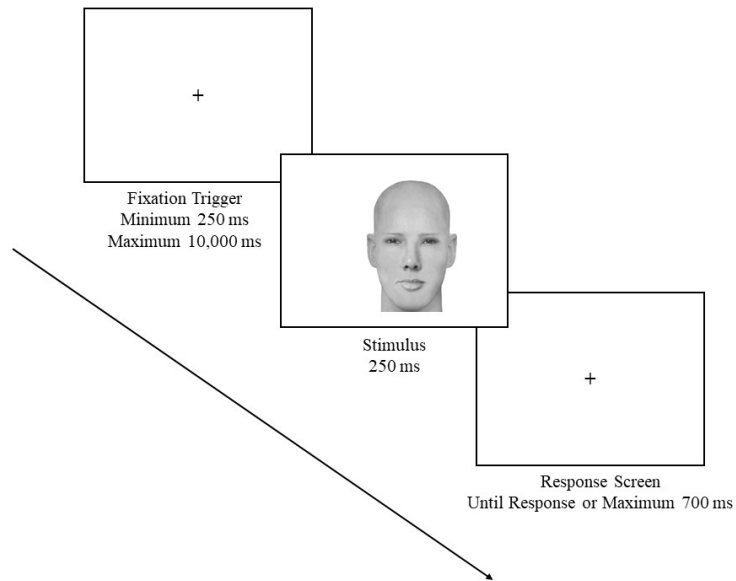 +
Fixation Trigger
Minimum 250 ms
Maximum 10,000 ms
Stimulus
250 ms
+
Response Screen
Until Response or Maximum 700 ms